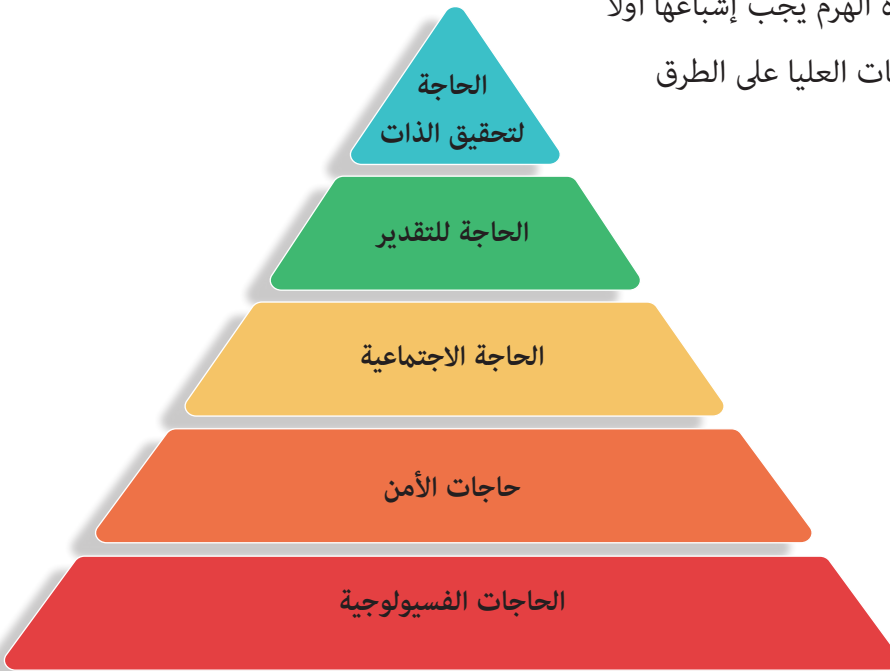 الهرم يجب إشباعها أولا
العليا على الطرق
الحاجة
لتحقيق الذات
الحاجة للتقدير
الحاجة الاجتماعية
حاجات الأمن
الحاجات الفسيولوجية